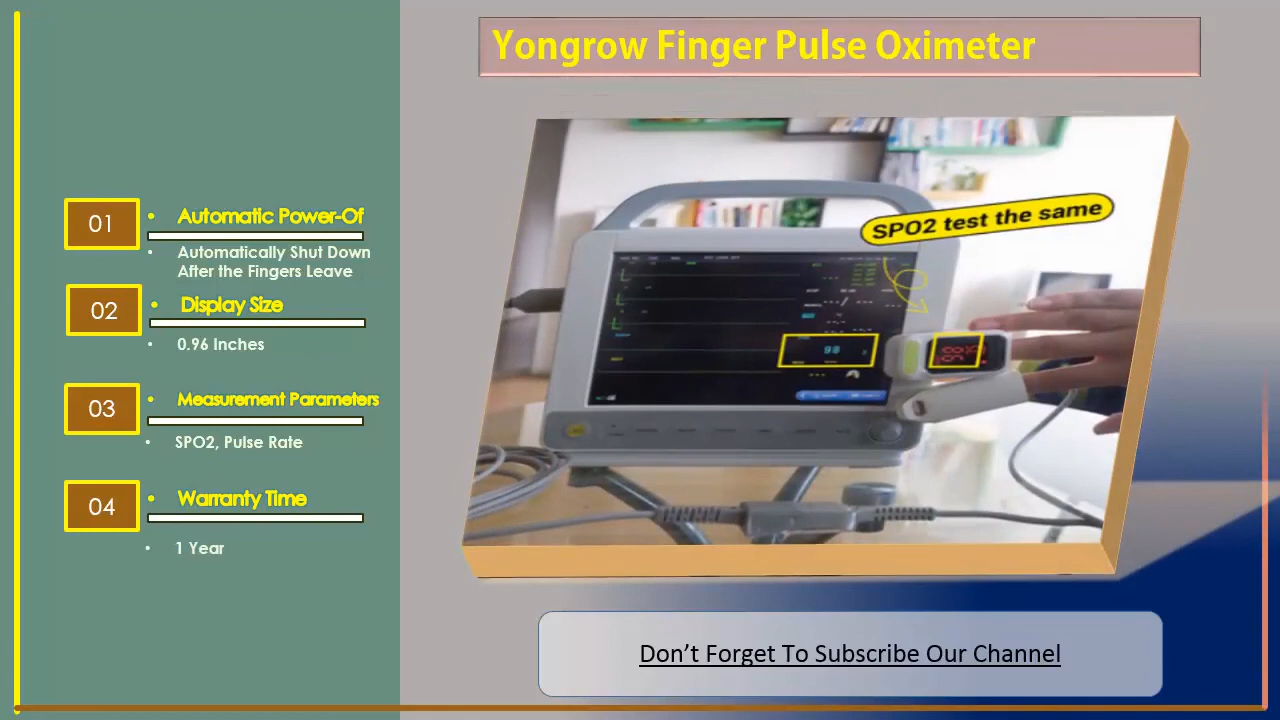 Yongrow Finger Pulse Oximeter
01
• Automatic Power-Of
• Automatically Shut Down
After the Fingers Leave
02
• Display Size
• 0.96 Inches
03
• Measurement Parameters
• SPO2, Pulse Rate
04
• Warranty Time
• 1 Year
SPO2 test the same
98
Don’t Forget To Subscribe Our Channel